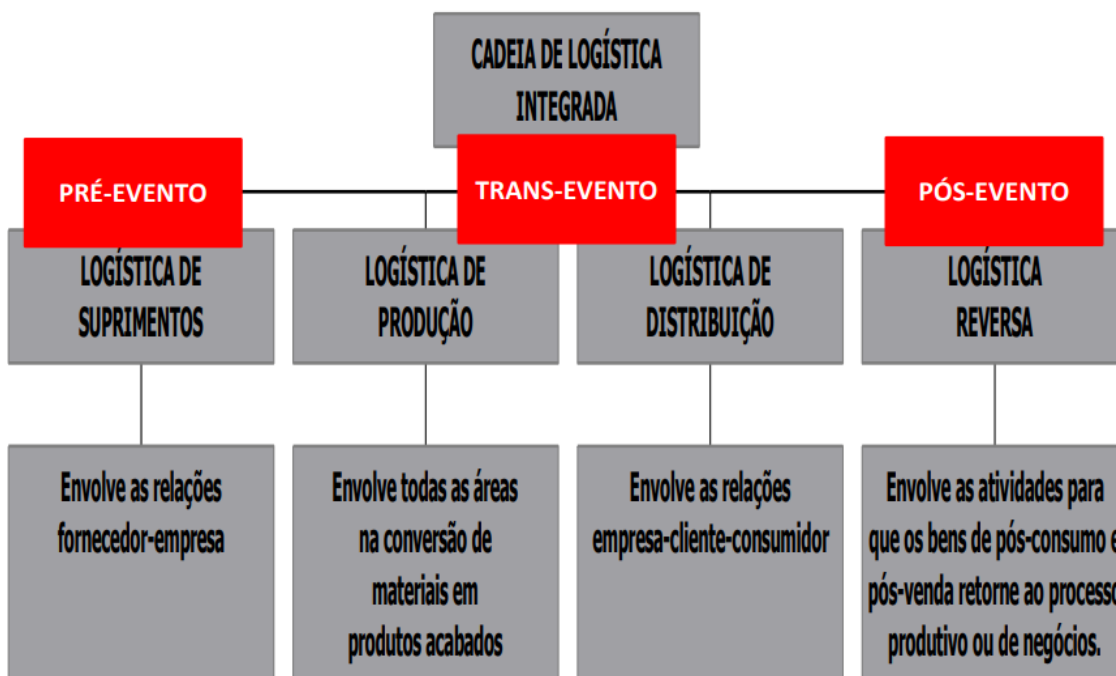 CADEIA DE LOGÍSTICA
INTEGRADA
PRÉ-EVENTO
TRANS-EVENTO
PÓS-EVENTO
LOGÍSTICA DE
SUPRIMENTOS
LOGÍSTICA DE
PRODUÇÃO
LOGÍSTICA DE
DISTRIBUIÇÃO
LOGÍSTICA
REVERSA
Envolve as relações
fornecedor-empresa
Envolve todas as áreas
na conversão de
materiais em
produtos acabados
Envolve as relações
empresa-cliente-consumidor
Envolve as atividades para
que os bens de pós-consumo e
pós-venda retorne ao processo
produtivo ou de negócios.